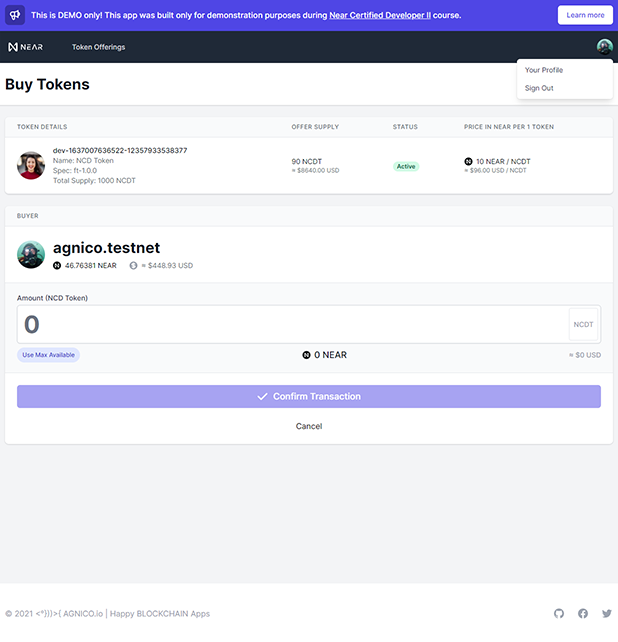 This is DEMO only! This app was built only for demonstration purposes during Near Certified Developer II course.
Learn more
NEAR
Token Offerings
Your Profile
Sign Out
Buy Tokens
TOKEN DETAILS
OFFER SUPPLY
STATUS
PRICE IN NEAR PER 1 TOKEN
dev-1637007636522-12357933538377
Name: NCD Token
Spec: ft-1.0.0
Total Supply: 1000 NCDT
90 NCDT
≈ $8640.00 USD
Active
10 NEAR / NCDT
≈ $96.00 USD / NCDT
BUYER
agnico.testnet
46.76381 NEAR
≈ $448.93 USD
Amount (NCD Token)
0
NCDT
Use Max Available
0 NEAR
≈ $0 USD
Confirm Transaction
Cancel
© 2021 <°}))>{ AGNICO.io | Happy BLOCKCHAIN Apps